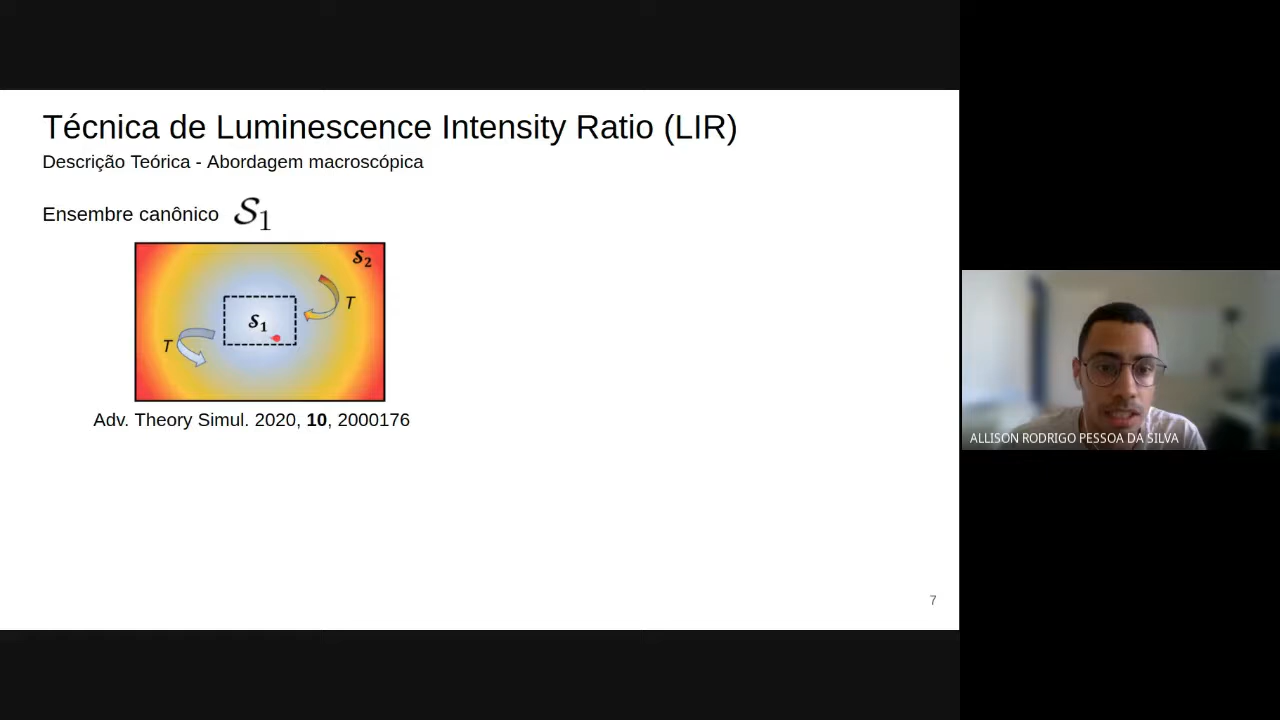 Técnica de Luminescence Intensity Ratio (LIR)
Descrição Teórica - Abordagem macroscópica
Ensembre canônico 𝒮₁
𝒮₂
T
𝒮₁
T
Adv. Theory Simul. 2020, 10, 2000176
7
ALLISON RODRIGO PESSOA DA SILVA